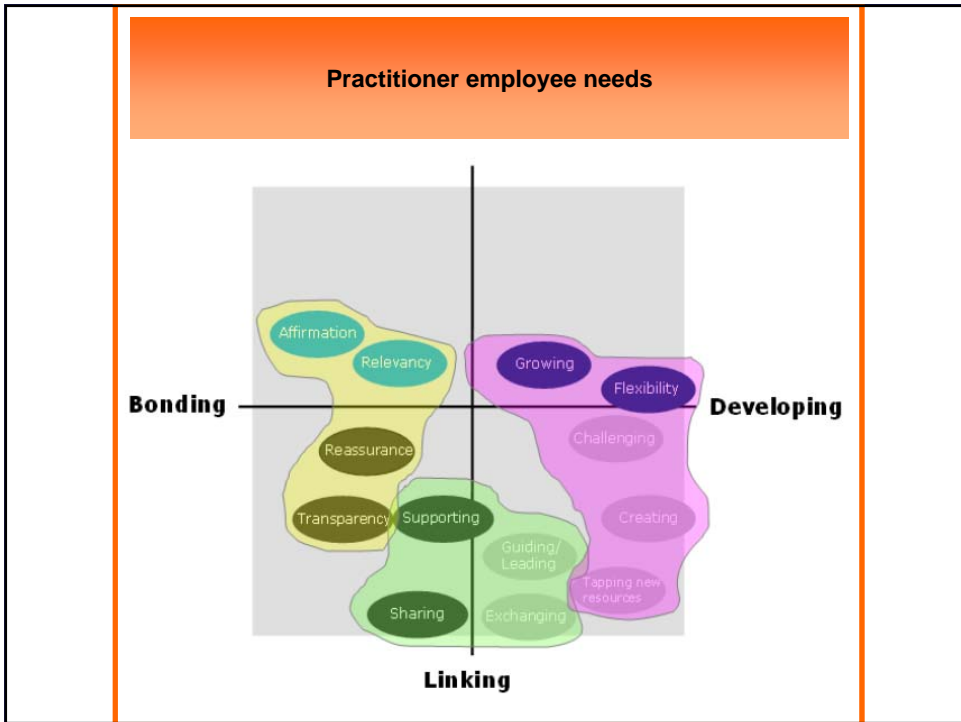 Practitioner employee needs
Affirmation
Relevancy
Growing
Flexibility
Bonding
Developing
Challenging
Reassurance
Transparency
Supporting
Creating
Guiding/
Leading
Tapping new
resources
Sharing
Exchanging
Linking